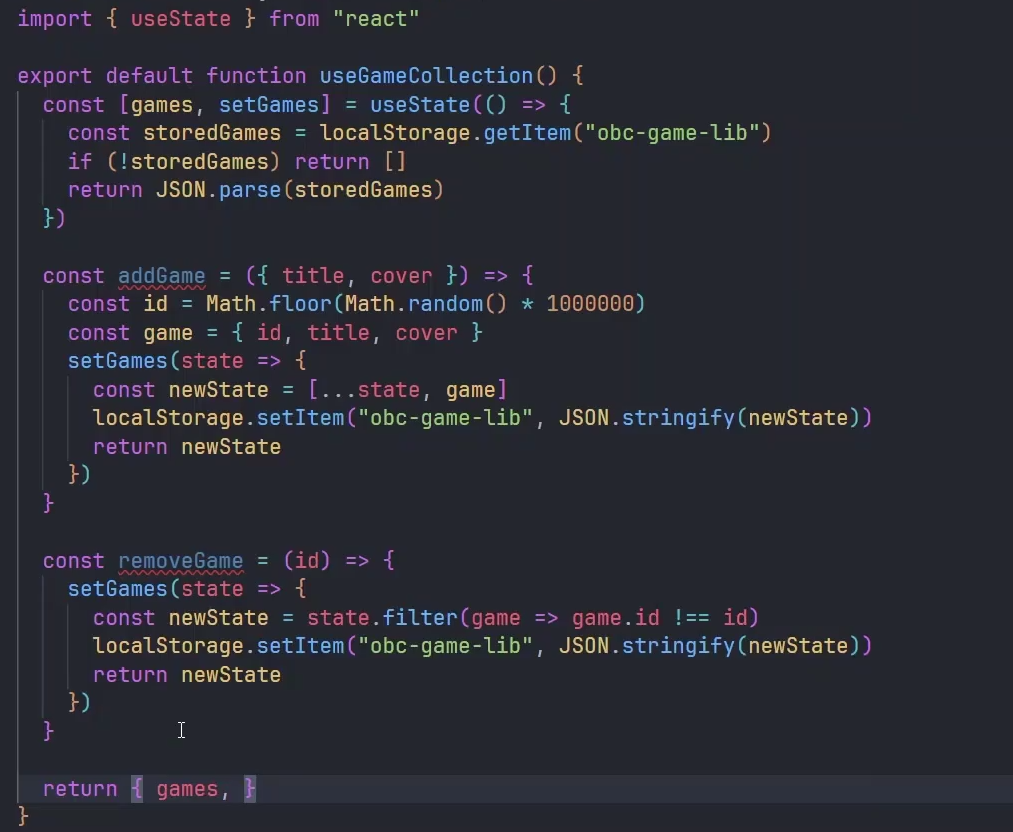 import { useState } from "react"
export default function useGameCollection() {
const [games, setGames] = useState(() => {
const storedGames = localStorage.getItem("obc-game-lib")
if (!storedGames) return []
return JSON.parse(storedGames)
})
const addGame = ({ title, cover }) => {
const id = Math.floor(Math.random() * 1000000)
const game = { id, title, cover }
setGames(state => {
const newState = [...state, game]
localStorage.setItem("obc-game-lib", JSON.stringify(newState))
return newState
})
}
const removeGame = (id) => {
setGames(state => {
const newState = state.filter(game => game.id !== id)
localStorage.setItem("obc-game-lib", JSON.stringify(newState))
return newState
})
}
return { games, }
}